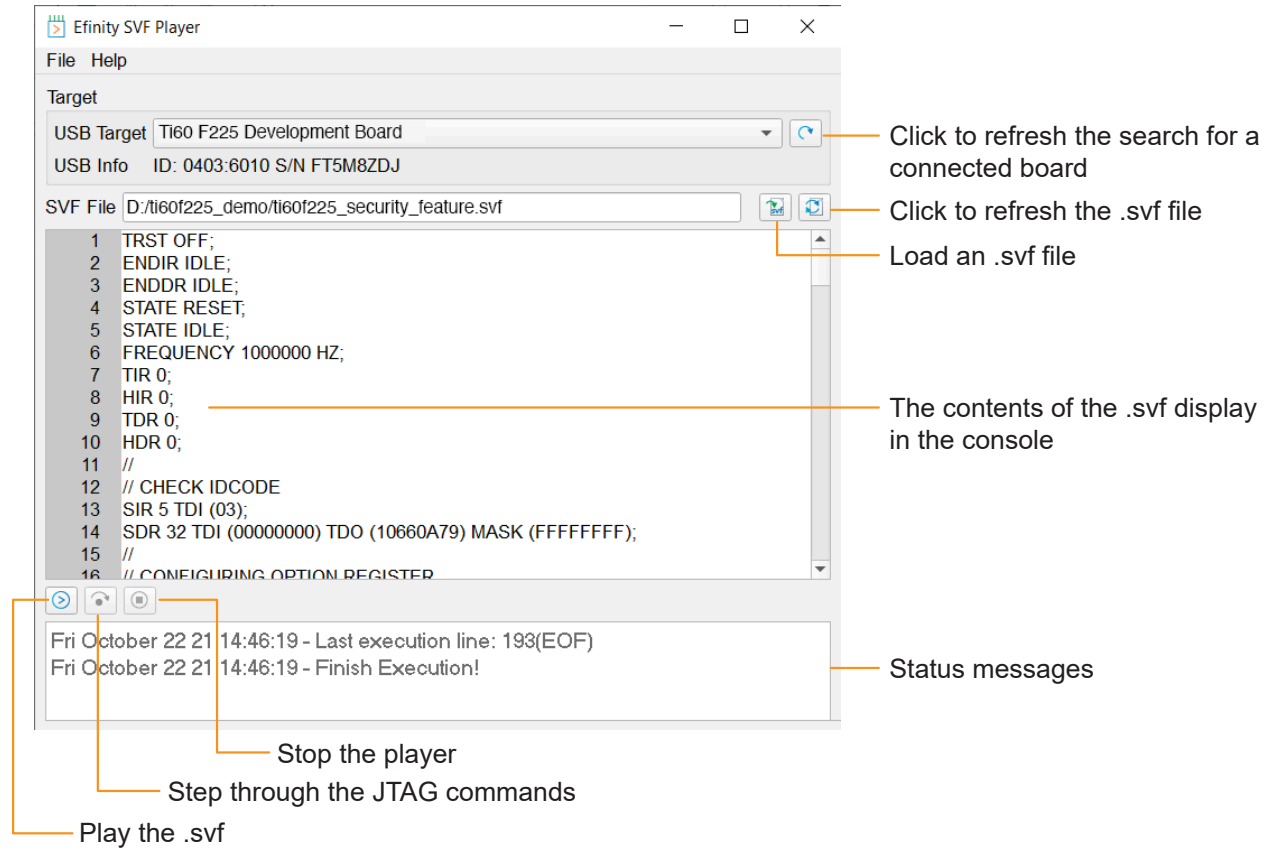 Efinity SVF Player
File Help
Target
USB Target Ti60 F225 Development Board
USB Info ID: 0403:6010 S/N FT5M8ZDJ
Click to refresh the search for a
connected board
SVF File D:/ti60f225_demo/ti60f225_security_feature.svf
svf
Click to refresh the .svf file
Load an .svf file
1 TRST OFF;
2 ENDIR IDLE;
3 ENDDR IDLE;
4 STATE RESET;
5 STATE IDLE;
6 FREQUENCY 1000000 HZ;
7 TIR 0;
8 HIR 0;
9 TDR 0;
10 HDR 0;
11 //
12 // CHECK IDCODE
13 SIR 5 TDI (03);
14 SDR 32 TDI (00000000) TDO (10660A79) MASK (FFFFFFFF);
15 //
16 // CONFIGURING OPTION REGISTER
The contents of the .svf display
in the console
Fri October 22 21 14:46:19 - Last execution line: 193(EOF)
Fri October 22 21 14:46:19 - Finish Execution!
Status messages
Stop the player
Step through the JTAG commands
Play the .svf